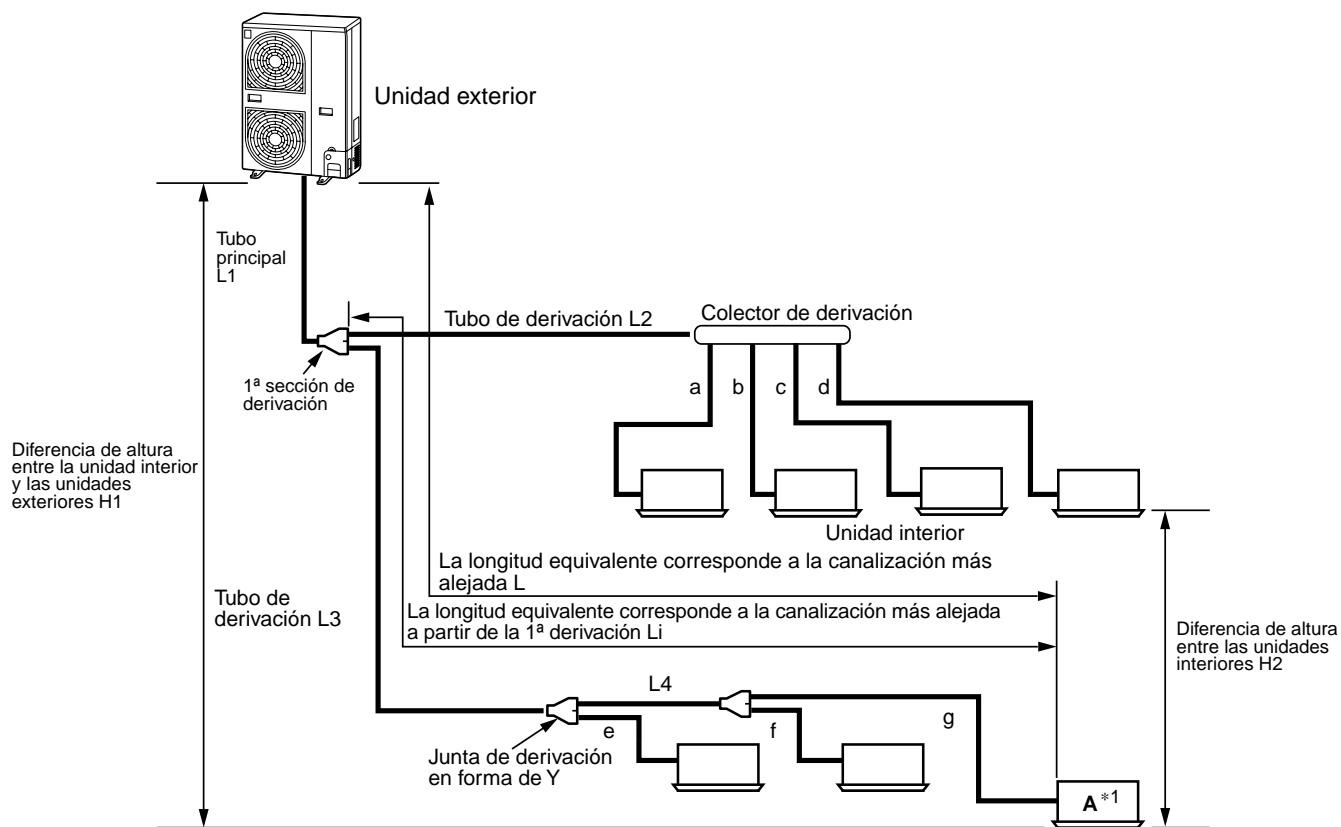 Unidad exterior
Tubo
principal
L1
Tubo de derivación L2
Colector de derivación
1ª sección de
derivación
a
b
c
d
Diferencia de altura
entre la unidad interior
y las unidades
exteriores H1
Unidad interior
La longitud equivalente corresponde a la canalización más
alejada L
Tubo de
derivación L3
La longitud equivalente corresponde a la canalización más alejada
a partir de la 1ª derivación Li
Diferencia de altura
entre las unidades
interiores H2
L4
e
f
g
Junta de derivación
en forma de Y
A*1